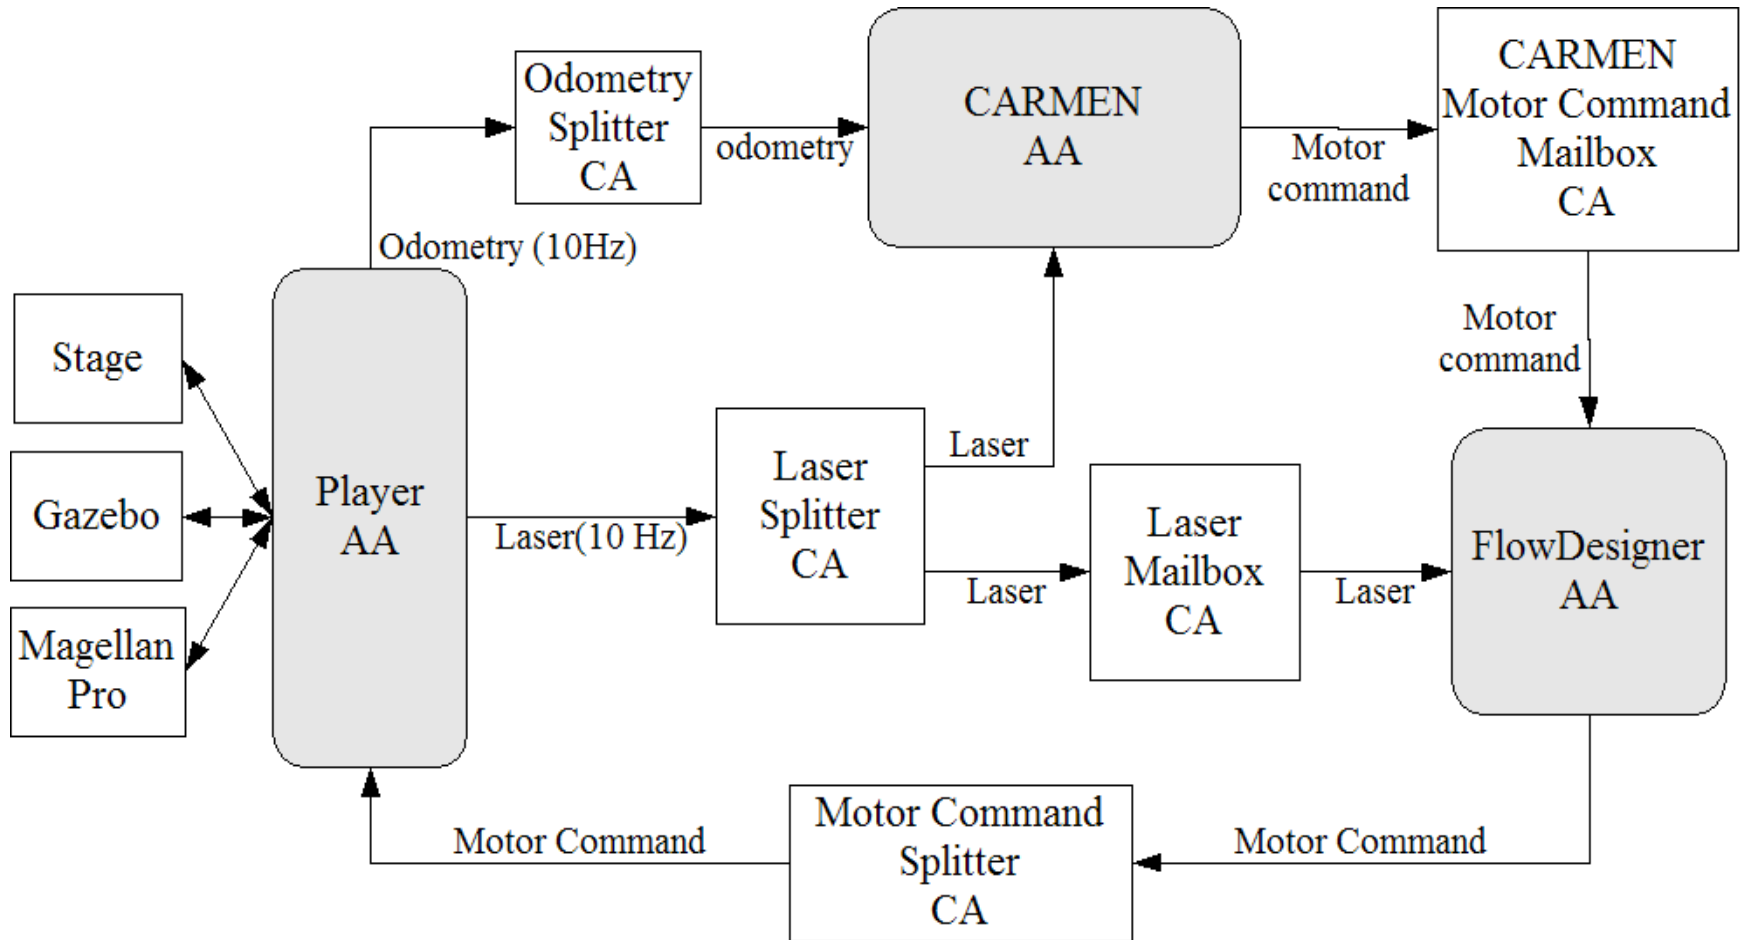 Odometry
Splitter
CA
odometry
CARMEN
AA
Motor
command
CARMEN
Motor Command
Mailbox
CA
Odometry (10Hz)
Stage
Gazebo
Magellan
Pro
Player
AA
Laser(10 Hz)
Laser
Splitter
CA
Laser
Laser
Laser
Mailbox
CA
Laser
Motor
command
FlowDesigner
AA
Motor Command
Motor Command
Splitter
CA
Motor Command